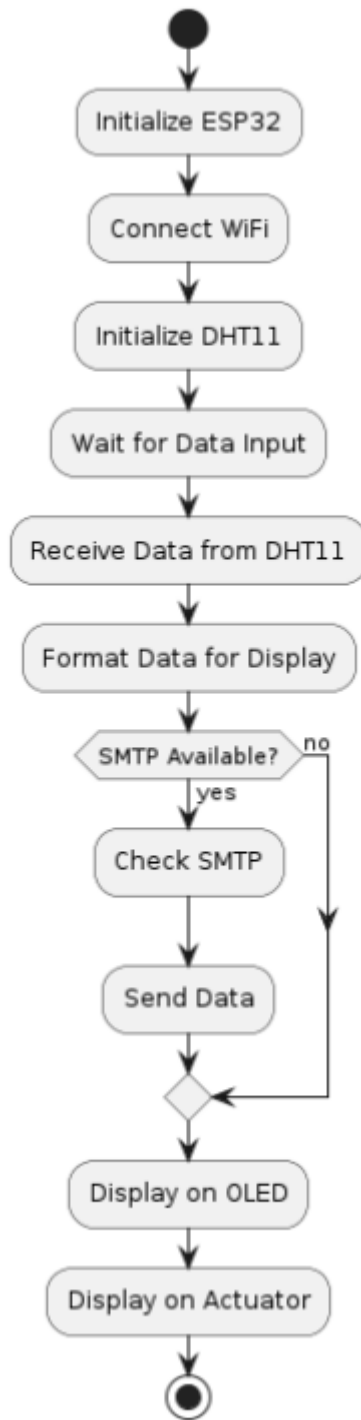 Initialize ESP32
Connect WiFi
Initialize DHT11
Wait for Data Input
Receive Data from DHT11
Format Data for Display
SMTP Available?
no
yes
Check SMTP
Send Data
Display on OLED
Display on Actuator